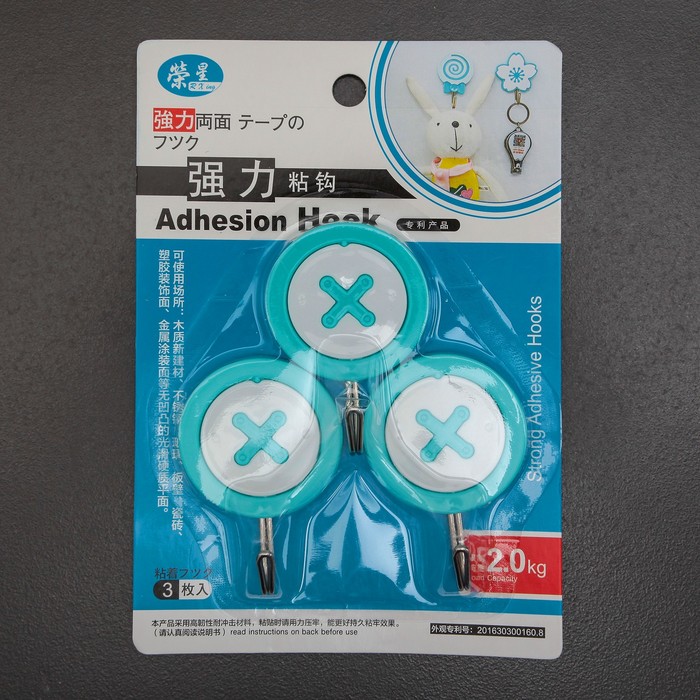 榮星
強力両面 テープの
フツク
强力 粘钩
Adhesion Hook
专利产品
可使用场所：木质新建材、不锈钢、玻璃、板壁、瓷砖、
塑胶装饰面、金属涂装面等无凹凸的光滑硬质平面。
Strong Adhesive Hooks
粘着フツク
3枚入
2.0kg
Capacity
本产品采用高韧性耐冲击材料，粘贴时请用力压牢，能更好持久粘牢效果。
（请认真阅读说明书）read instructions on back before use
外观专利号：201630300160.8